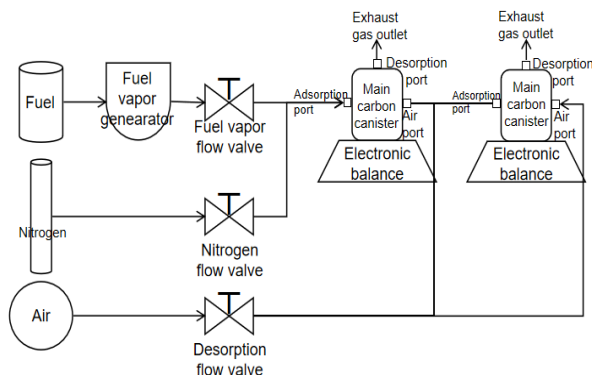 Exhaust
gas outlet
Desorption
port
Exhaust
gas outlet
Desorption
port
Fuel
Fuel
vapor
genearator
Fuel vapor
flow valve
Adsorption
port
Main
carbon
canister
Air
port
Electronic
balance
Adsorption
port
Main
carbon
canister
Air
port
Electronic
balance
Nitrogen
Nitrogen
flow valve
Air
Desorption
flow valve